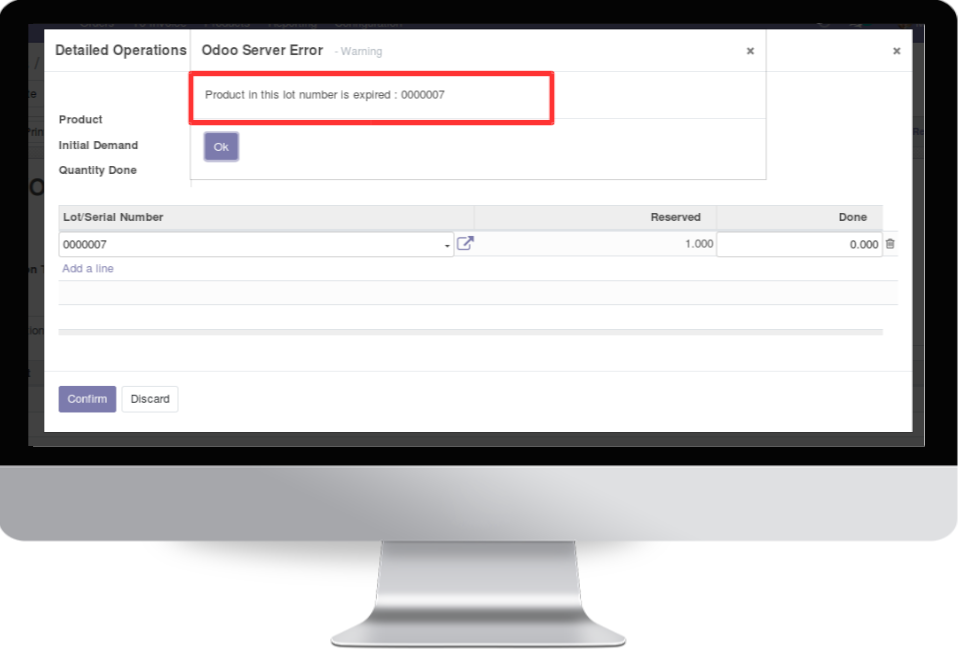 Orders To Invoice Products Reporting Configuration
Detailed Operations
Odoo Server Error - Warning
×
×
Product in this lot number is expired : 0000007
Ok
Product
Initial Demand
Quantity Done
Lot/Serial Number Reserved Done
0000007 1.000 0.000
Add a line
Confirm Discard